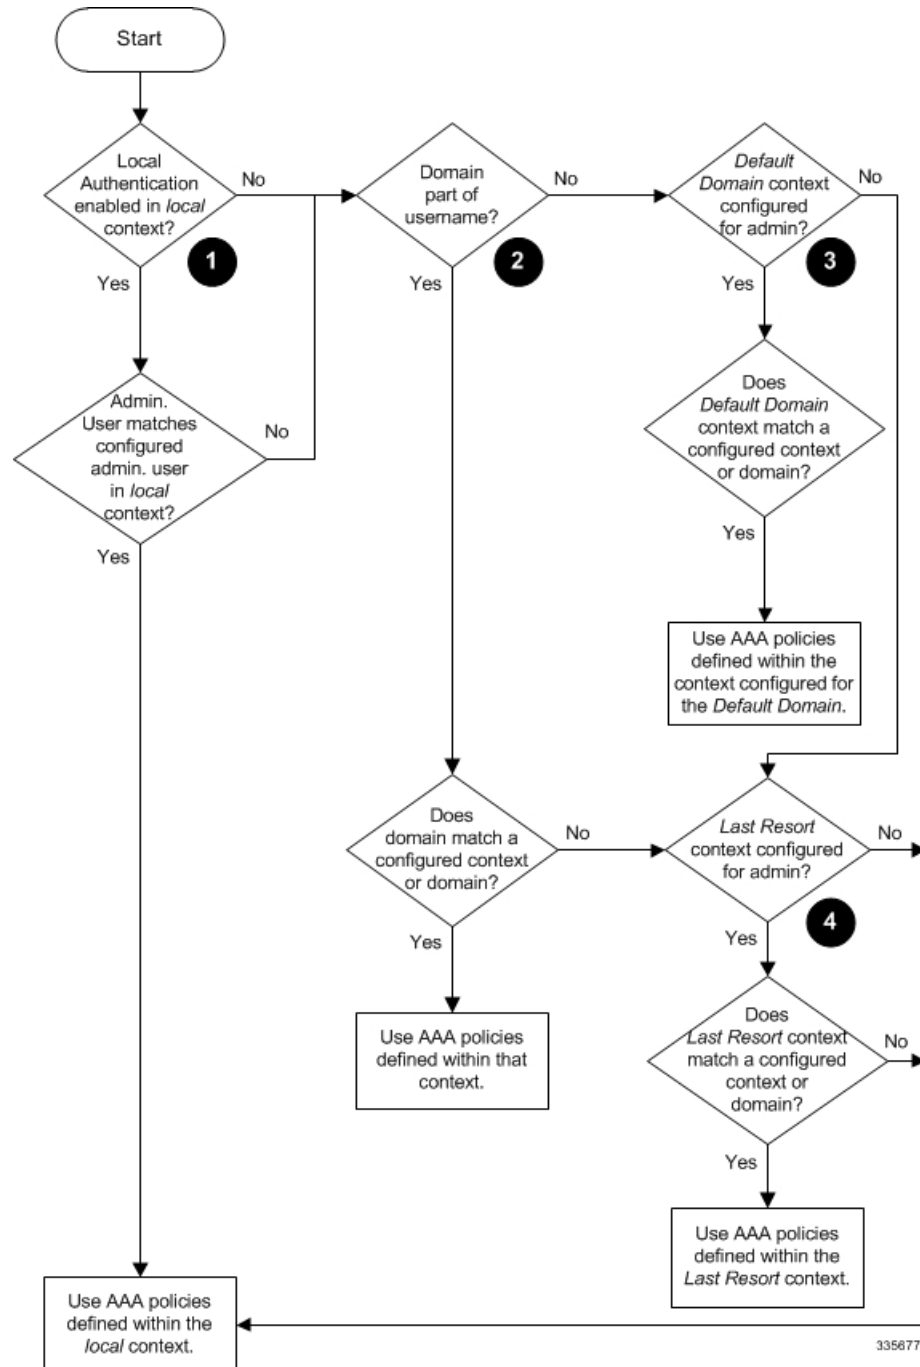 Start
Local
Authentication
enabled in local
context?
No
1
Yes
Domain
part of
username?
No
2
Yes
Default
Domain context
configured
for admin?
No
3
Yes
Admin.
User matches
configured
admin. user
in local
context?
No
Yes
Does
Default Domain
context match a
configured context
or domain?
Yes
Use AAA policies
defined within the
context configured for
the Default Domain.
Does
domain match a
configured context
or domain?
No
Yes
Last Resort
context configured
for admin?
No
4
Yes
Use AAA policies
defined within that
context.
Does
Last Resort context
match a configured
context or
domain?
No
Yes
Use AAA policies
defined within the
Last Resort context.
Use AAA policies
defined within the
local context.
335677